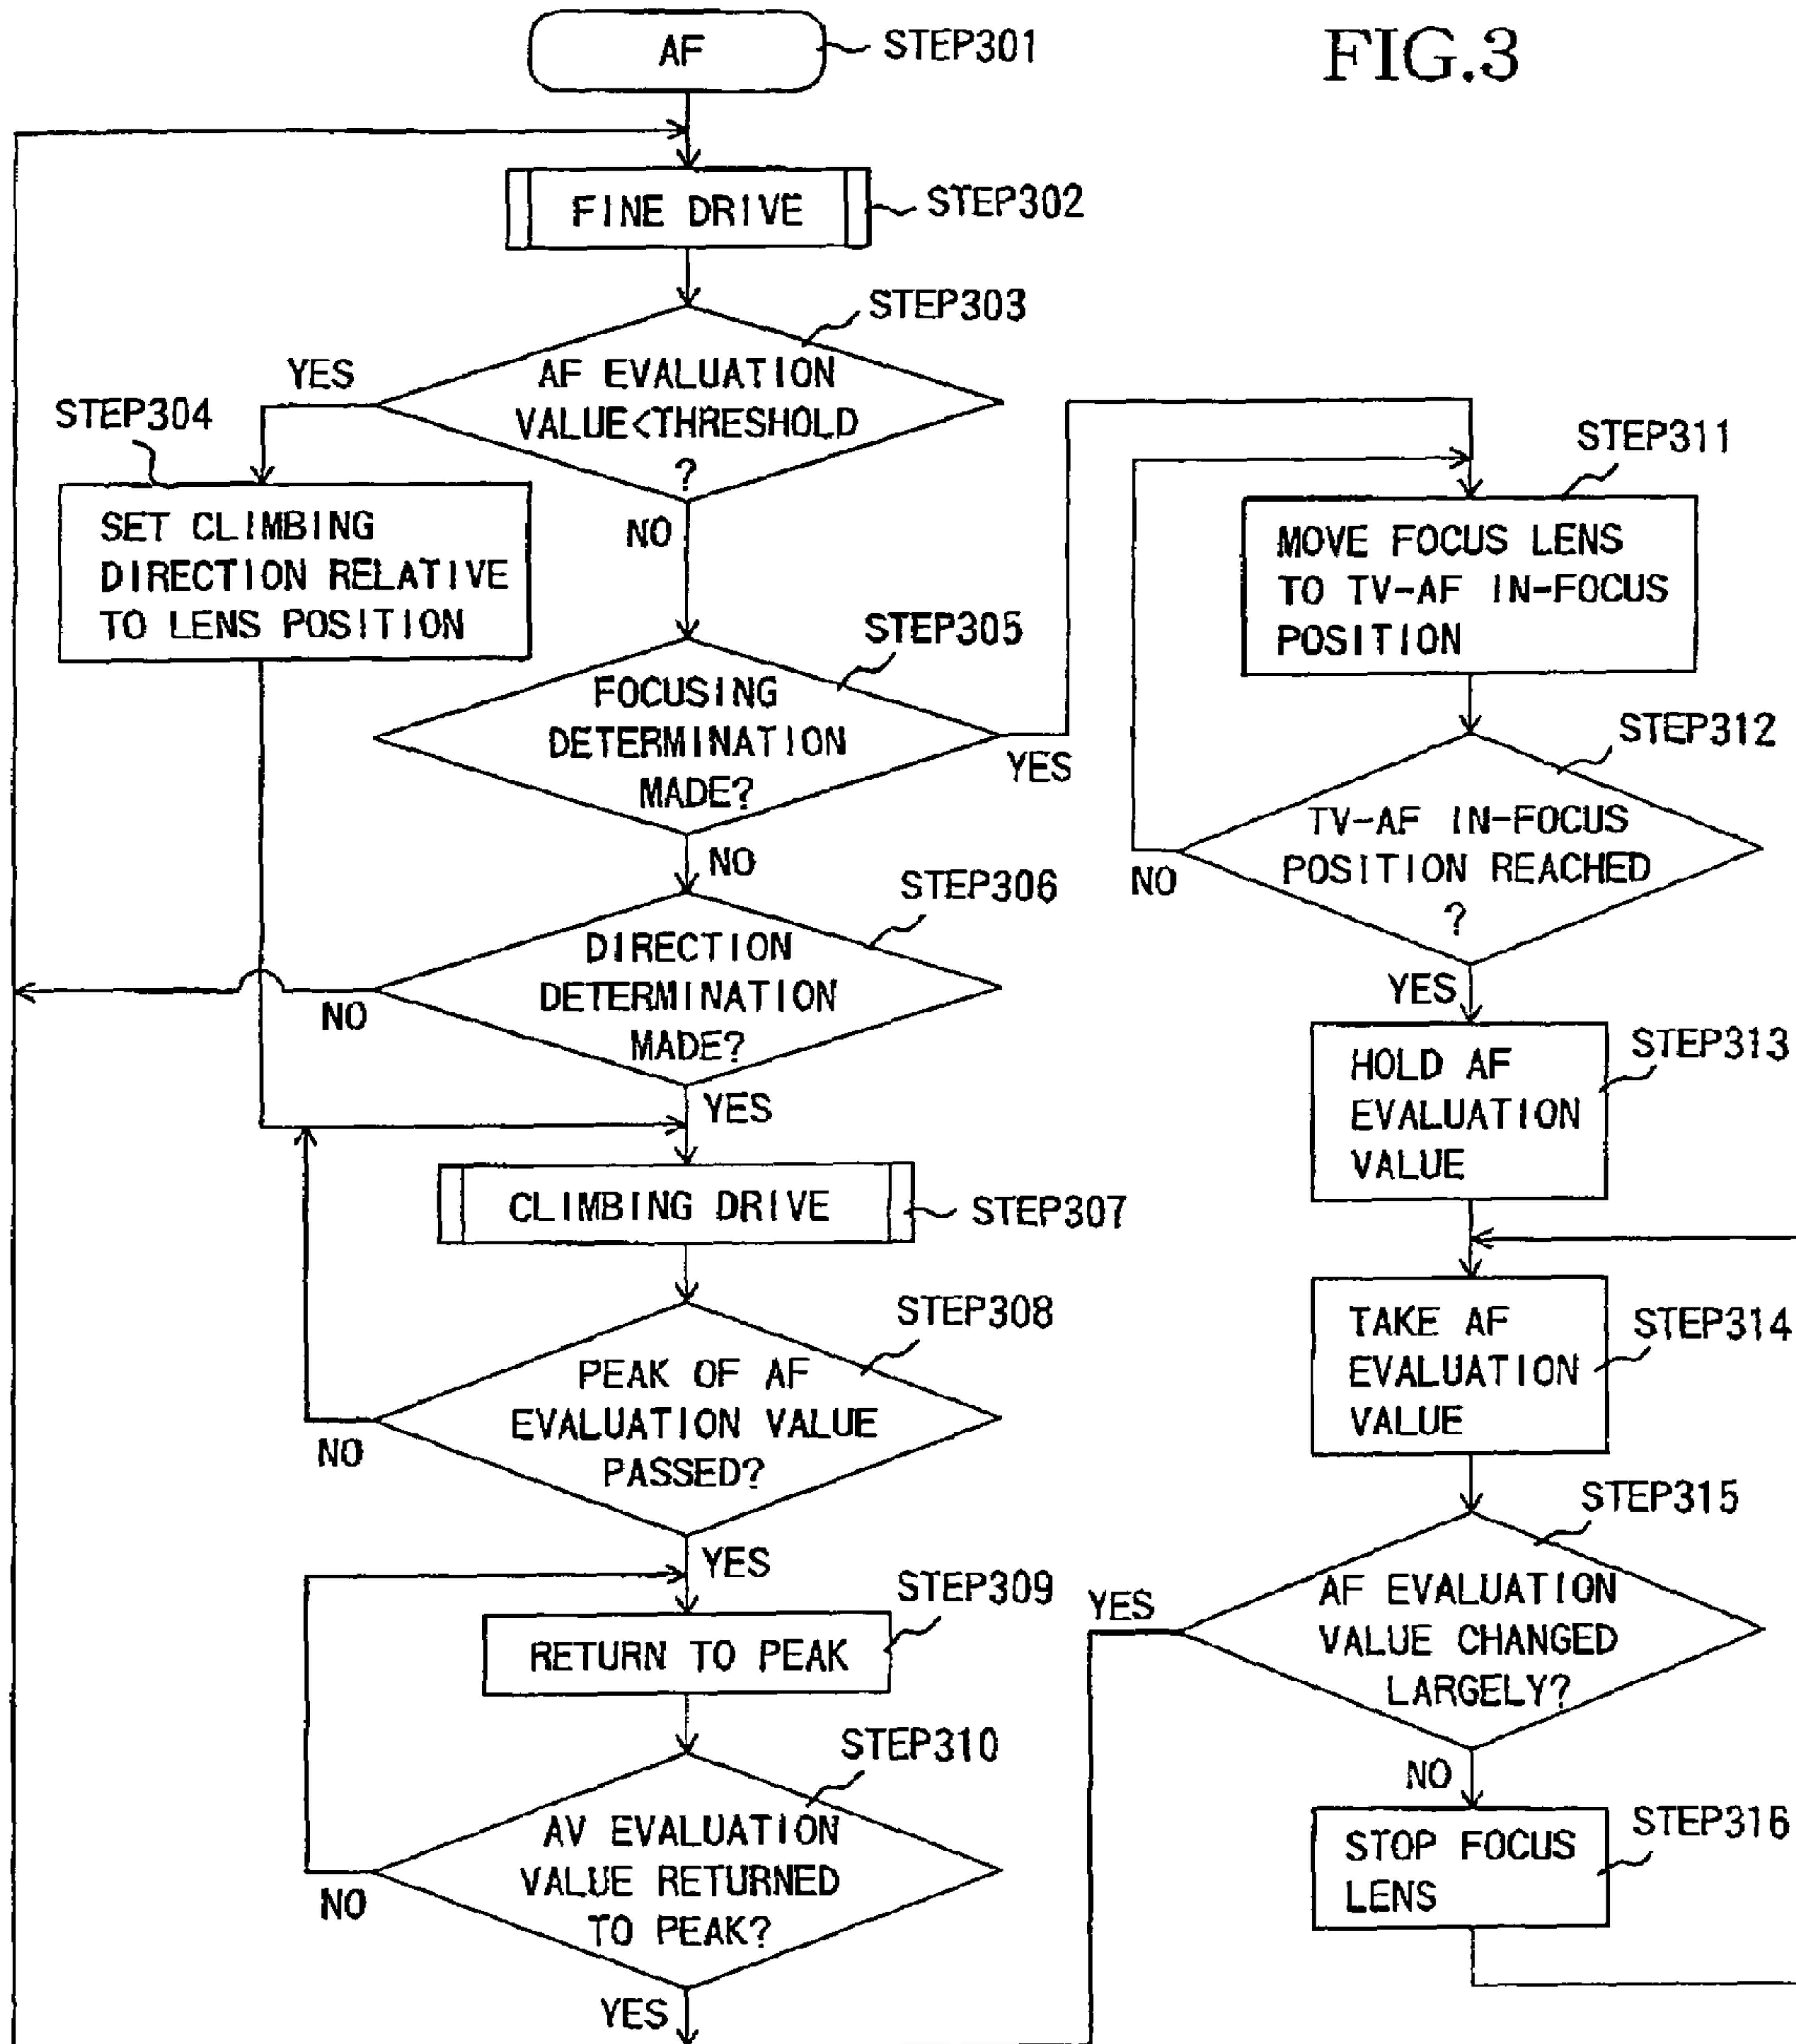 FIG.3
AF
STEP301
FINE DRIVE
STEP302
STEP303
AF EVALUATION
VALUE<THRESHOLD
?
YES
NO
STEP304
SET CLIMBING
DIRECTION RELATIVE
TO LENS POSITION
STEP305
FOCUSING
DETERMINATION
MADE?
YES
NO
STEP306
DIRECTION
DETERMINATION
MADE?
NO
YES
CLIMBING DRIVE
STEP307
STEP308
PEAK OF AF
EVALUATION VALUE
PASSED?
NO
YES
STEP309
RETURN TO PEAK
STEP310
AV EVALUATION
VALUE RETURNED
TO PEAK?
NO
YES
STEP311
MOVE FOCUS LENS
TO TV-AF IN-FOCUS
POSITION
STEP312
TV-AF IN-FOCUS
POSITION REACHED
?
NO
YES
STEP313
HOLD AF
EVALUATION
VALUE
STEP314
TAKE AF
EVALUATION
VALUE
STEP315
AF EVALUATION
VALUE CHANGED
LARGELY?
YES
NO
STEP316
STOP FOCUS
LENS